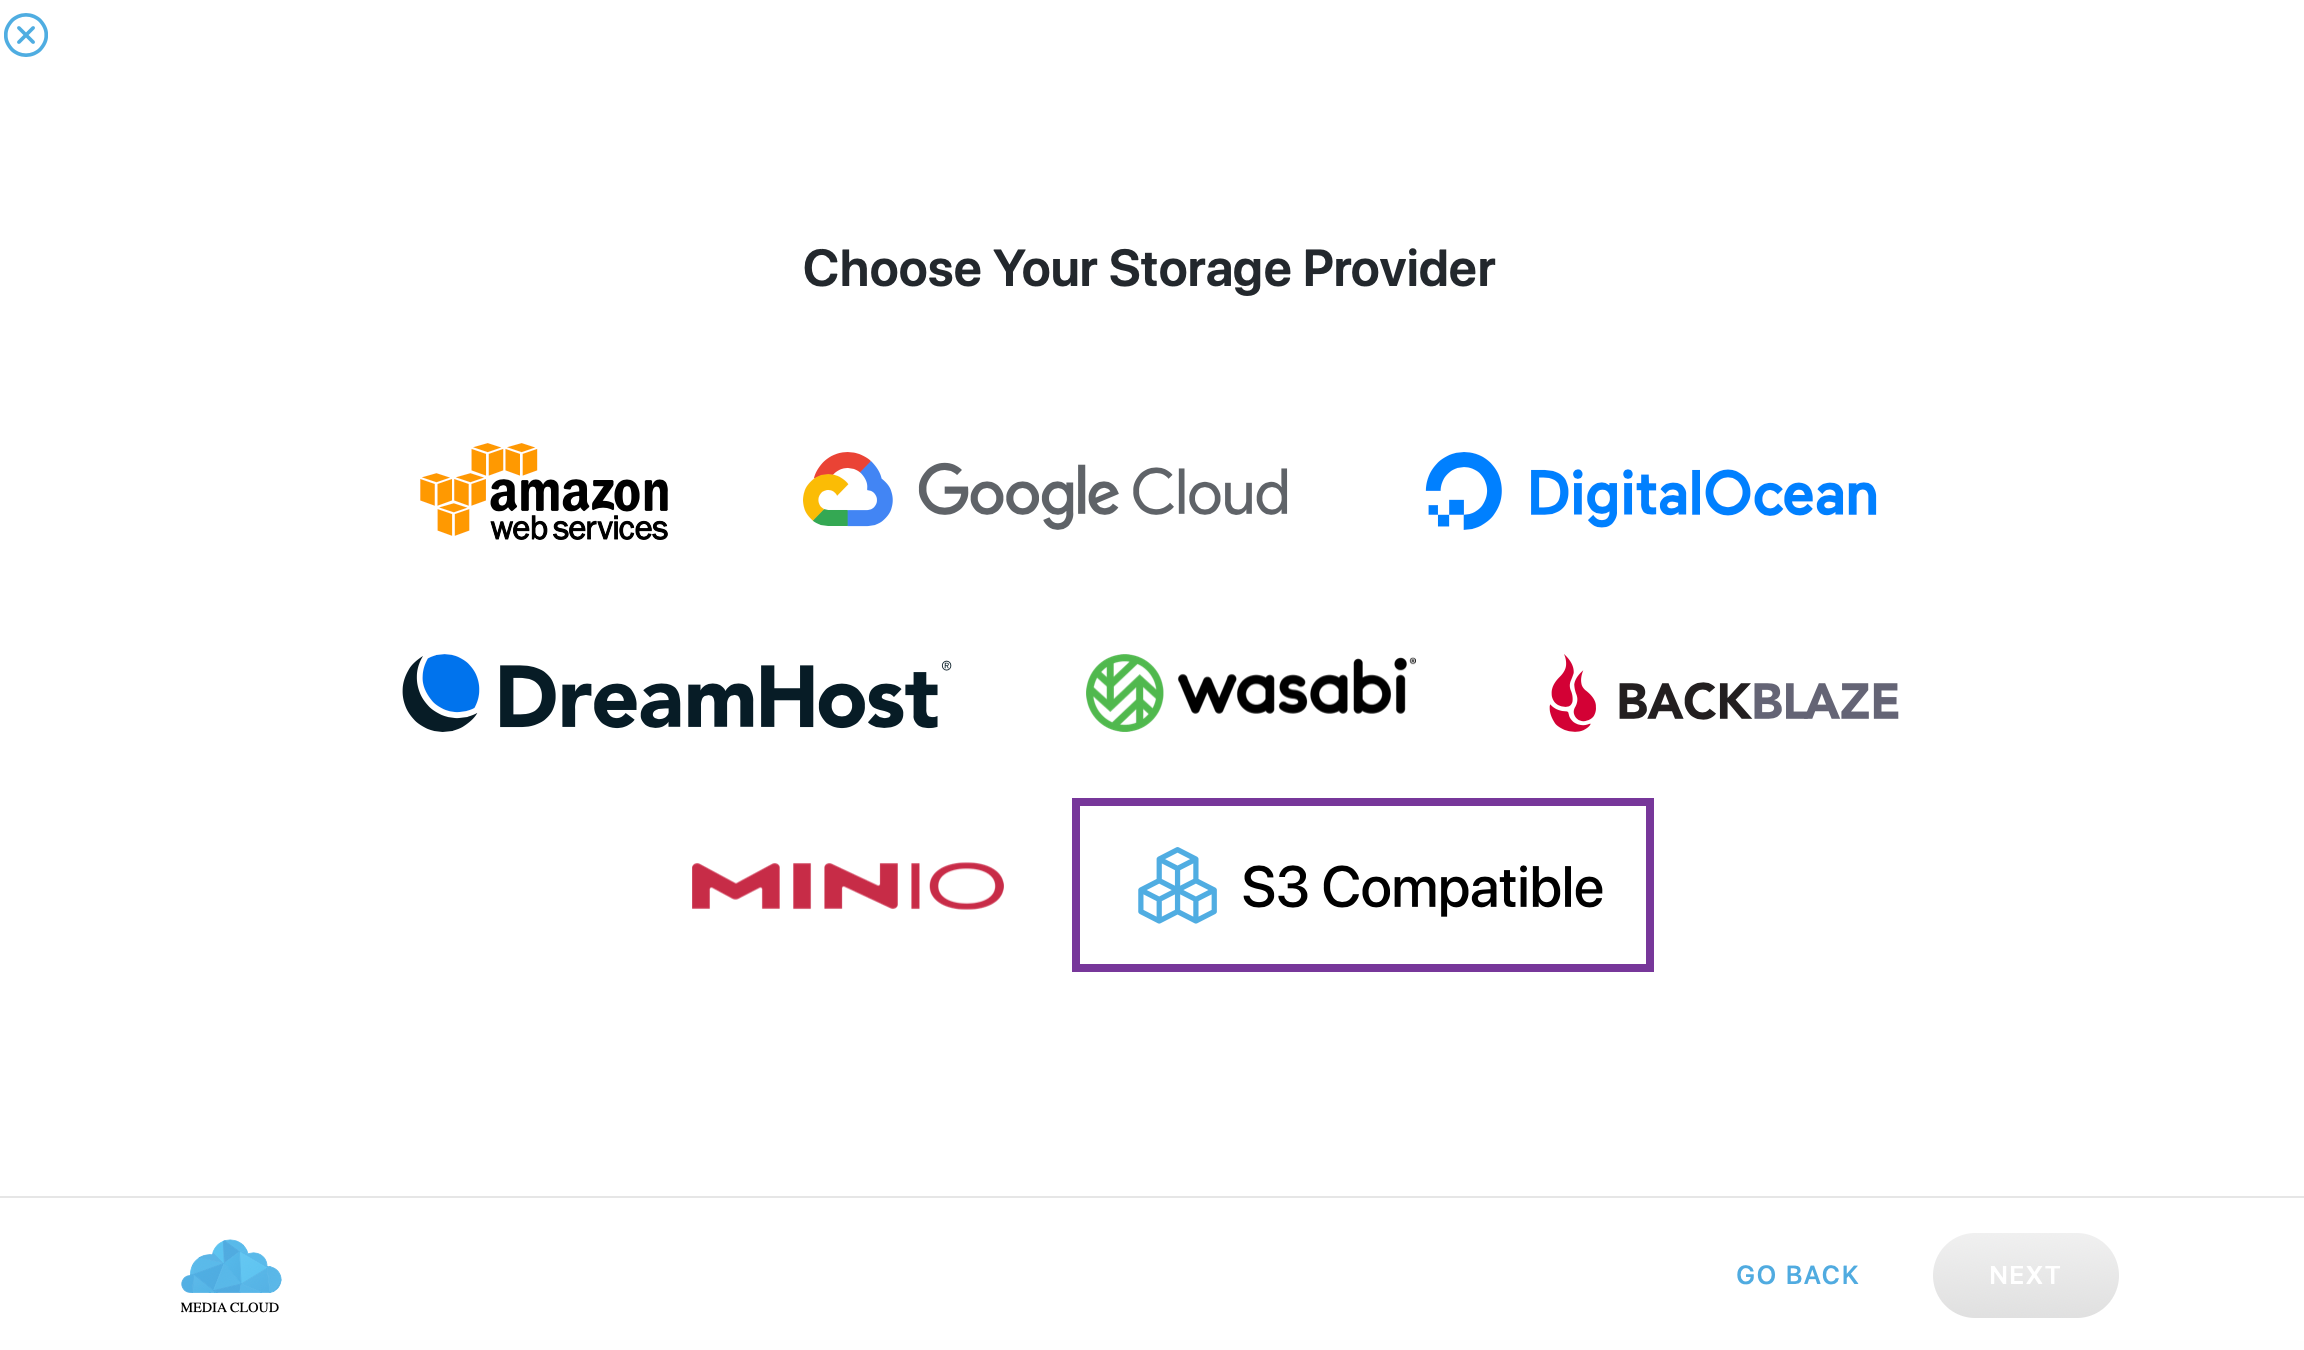 Choose Your Storage Provider
amazon
web services
Google Cloud
DigitalOcean
DreamHost®
wasabi®
BACKBLAZE
MINIO
S3 Compatible
MEDIA CLOUD
GO BACK
NEXT